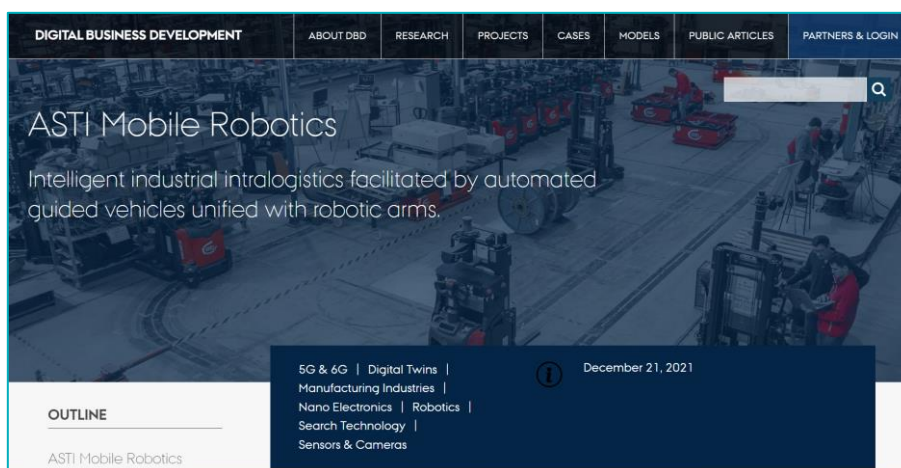 DIGITAL BUSINESS DEVELOPMENT
ABOUT DBD RESEARCH PROJECTS CASES MODELS PUBLIC ARTICLES PARTNERS & LOGIN
ASTI Mobile Robotics
Intelligent industrial intralogistics facilitated by automated
guided vehicles unified with robotic arms.
5G & 6G | Digital Twins |
Manufacturing Industries |
Nano Electronics | Robotics |
Search Technology |
Sensors & Cameras
i
December 21, 2021
OUTLINE
ASTI Mobile Robotics